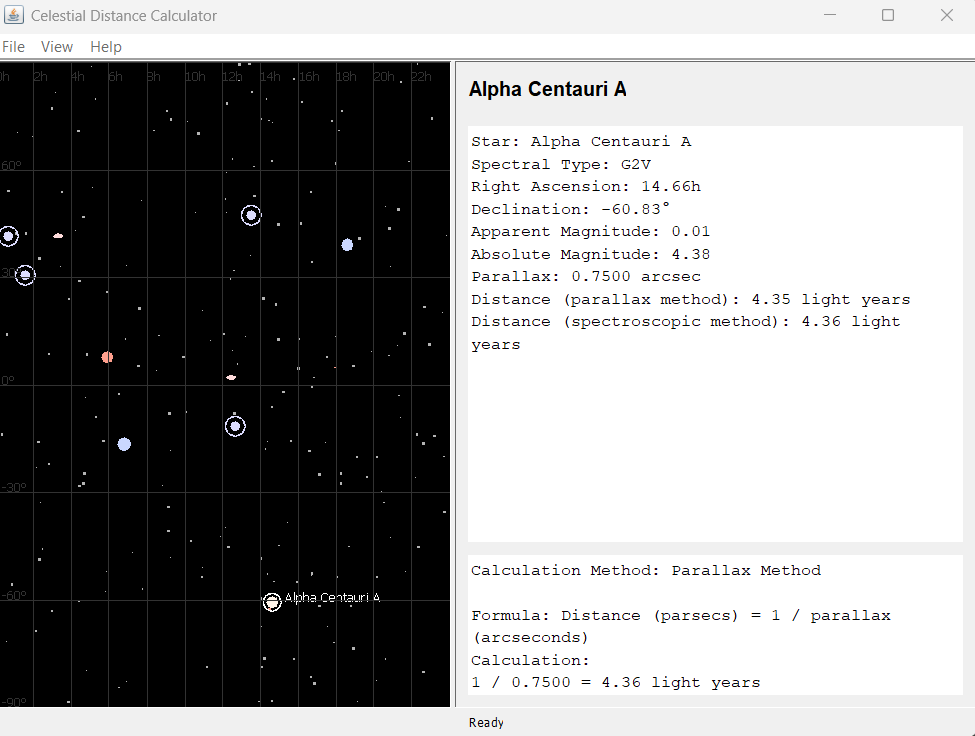 Celestial Distance Calculator
File View Help
0h 2h 4h 6h 8h 10h 12h 14h 16h 18h 20h 22h
60°
30°
0°
-30°
-60°
-90°
Alpha Centauri A
Alpha Centauri A
Star: Alpha Centauri A
Spectral Type: G2V
Right Ascension: 14.66h
Declination: -60.83°
Apparent Magnitude: 0.01
Absolute Magnitude: 4.38
Parallax: 0.7500 arcsec
Distance (parallax method): 4.35 light years
Distance (spectroscopic method): 4.36 light
years
Calculation Method: Parallax Method
Formula: Distance (parsecs) = 1 / parallax
(arcseconds)
Calculation:
1 / 0.7500 = 4.36 light years
Ready